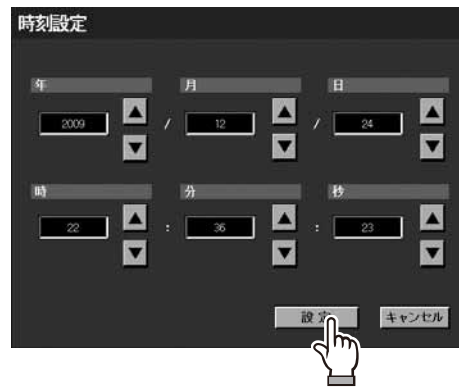 時刻設定
年 月 日
2009 / 12 / 24
時 分 秒
22 : 36 : 23
設定 キャンセル